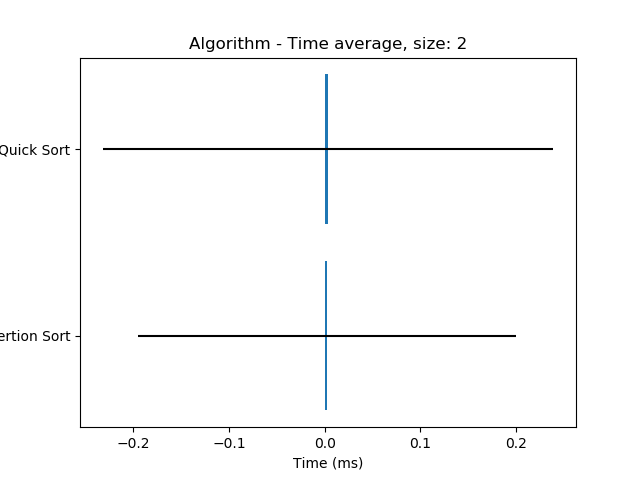 Algorithm - Time average, size: 2
Quick Sort
ertion Sort
−0.2
−0.1
0.0
0.1
0.2
Time (ms)